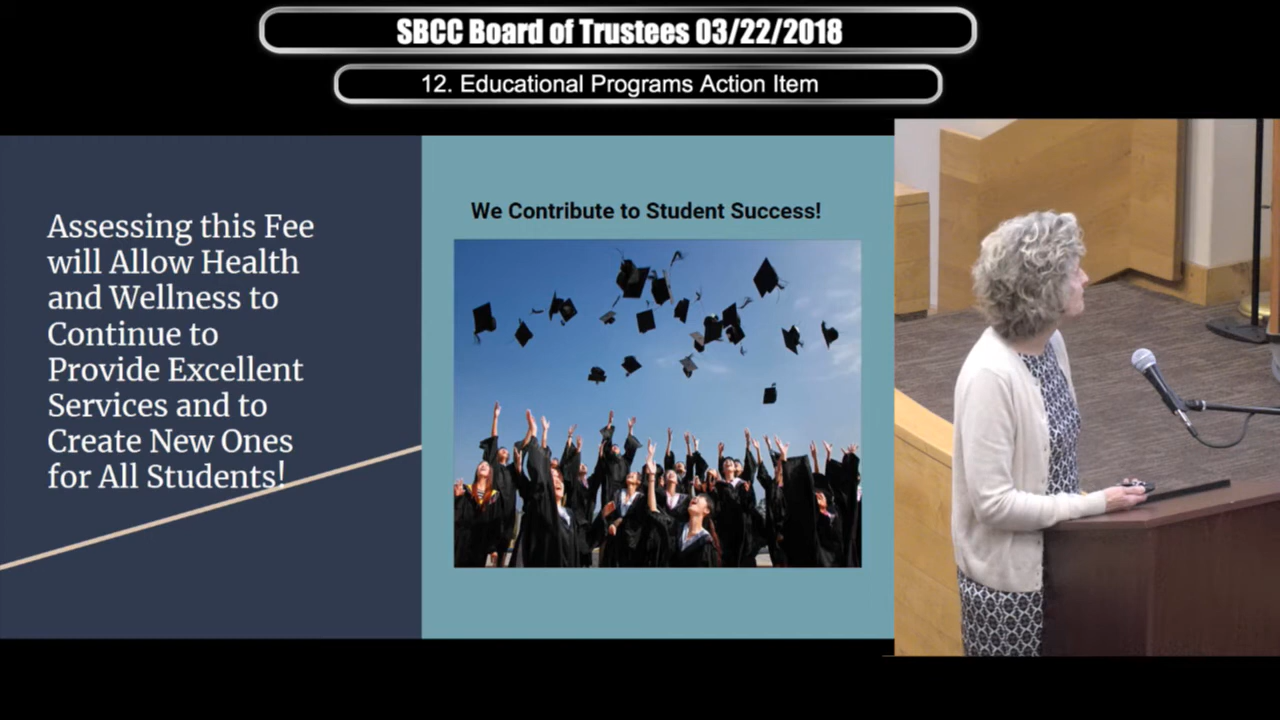 SBCC Board of Trustees 03/22/2018
12. Educational Programs Action Item
Assessing this Fee
will Allow Health
and Wellness to
Continue to
Provide Excellent
Services and to
Create New Ones
for All Students!
We Contribute to Student Success!